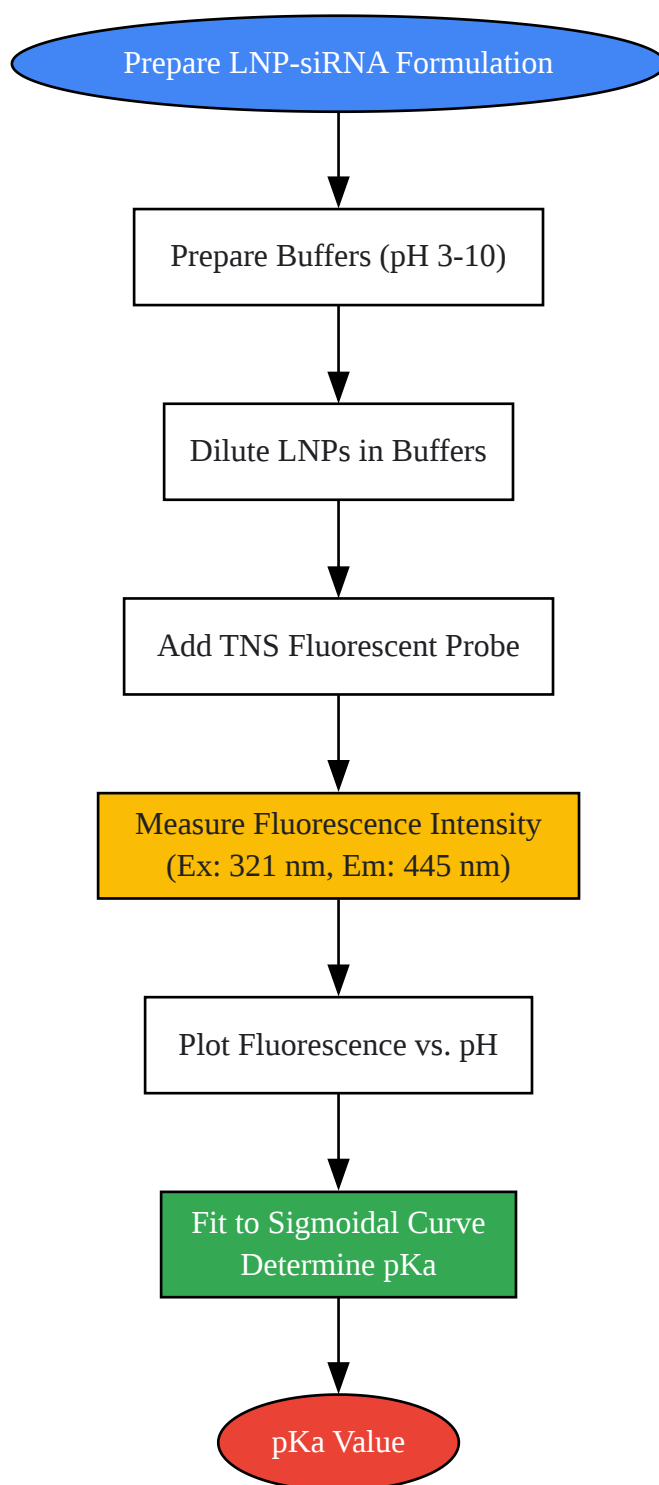 Prepare LNP-siRNA Formulation
Prepare Buffers (pH 3-10)
Dilute LNPs in Buffers
Add TNS Fluorescent Probe
Measure Fluorescence Intensity
(Ex: 321 nm, Em: 445 nm)
Plot Fluorescence vs. pH
Fit to Sigmoidal Curve
Determine pKa
pKa Value